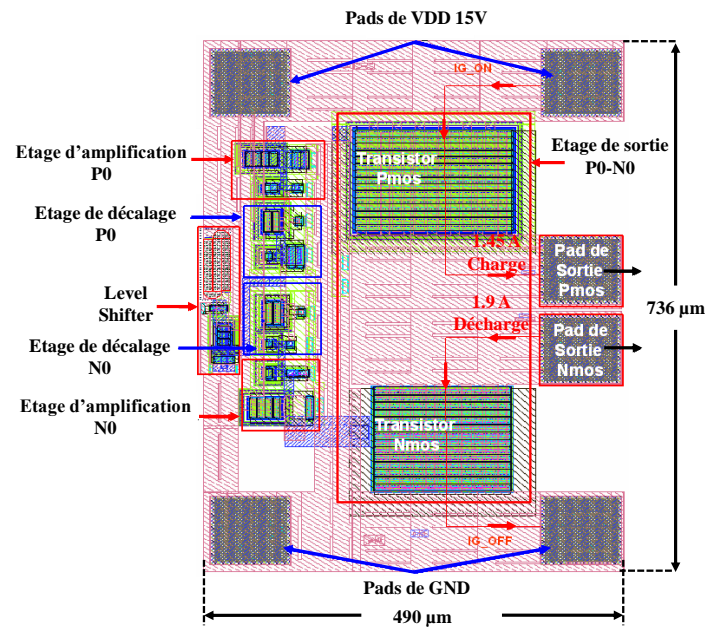 Pads de VDD 15V
IG_ON
Etage d'amplification
P0
Transistor
Pmos
Etage de sortie
P0-N0
Etage de décalage
P0
1.45 A
Charge
Pad de
Sortie
Pmos
Level
Shifter
736 µm
1.9 A
Décharge
Pad de
Sortie
Nmos
Etage de décalage
N0
Etage d'amplification
N0
Transistor
Nmos
IG_OFF
Pads de GND
490 µm